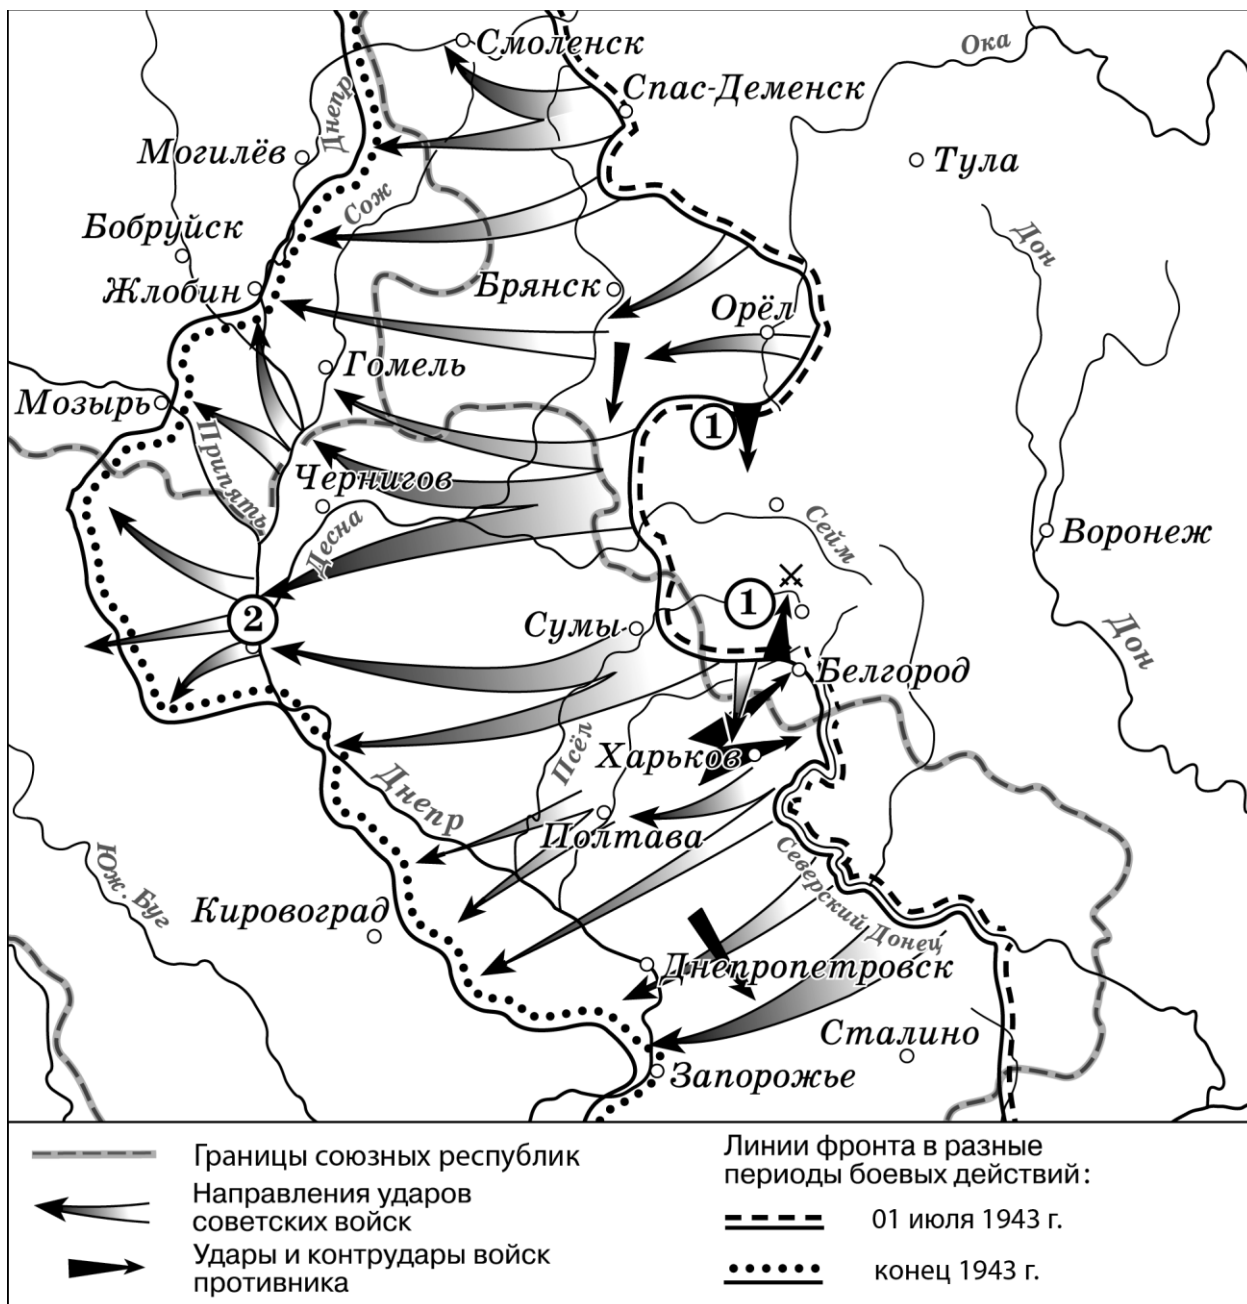 Смоленск
Ока
Спас-Деменск
Днепр
Могилёв
Тула
Сож
Бобруйск
Дон
Жлобин
Брянск
Орёл
Гомель
Мозырь
1
Припять
Чернигов
Десна
Сейм
Воронеж
2
1
Сумы
Дон
Белгород
Псёл
Харьков
Днепр
Полтава
Юж. Буг
Северский Донец
Кировоград
Днепропетровск
Сталино
Запорожье
Границы союзных республик
Направления ударов
советских войск
Удары и контрудары войск
противника
Линии фронта в разные
периоды боевых действий:
01 июля 1943 г.
конец 1943 г.